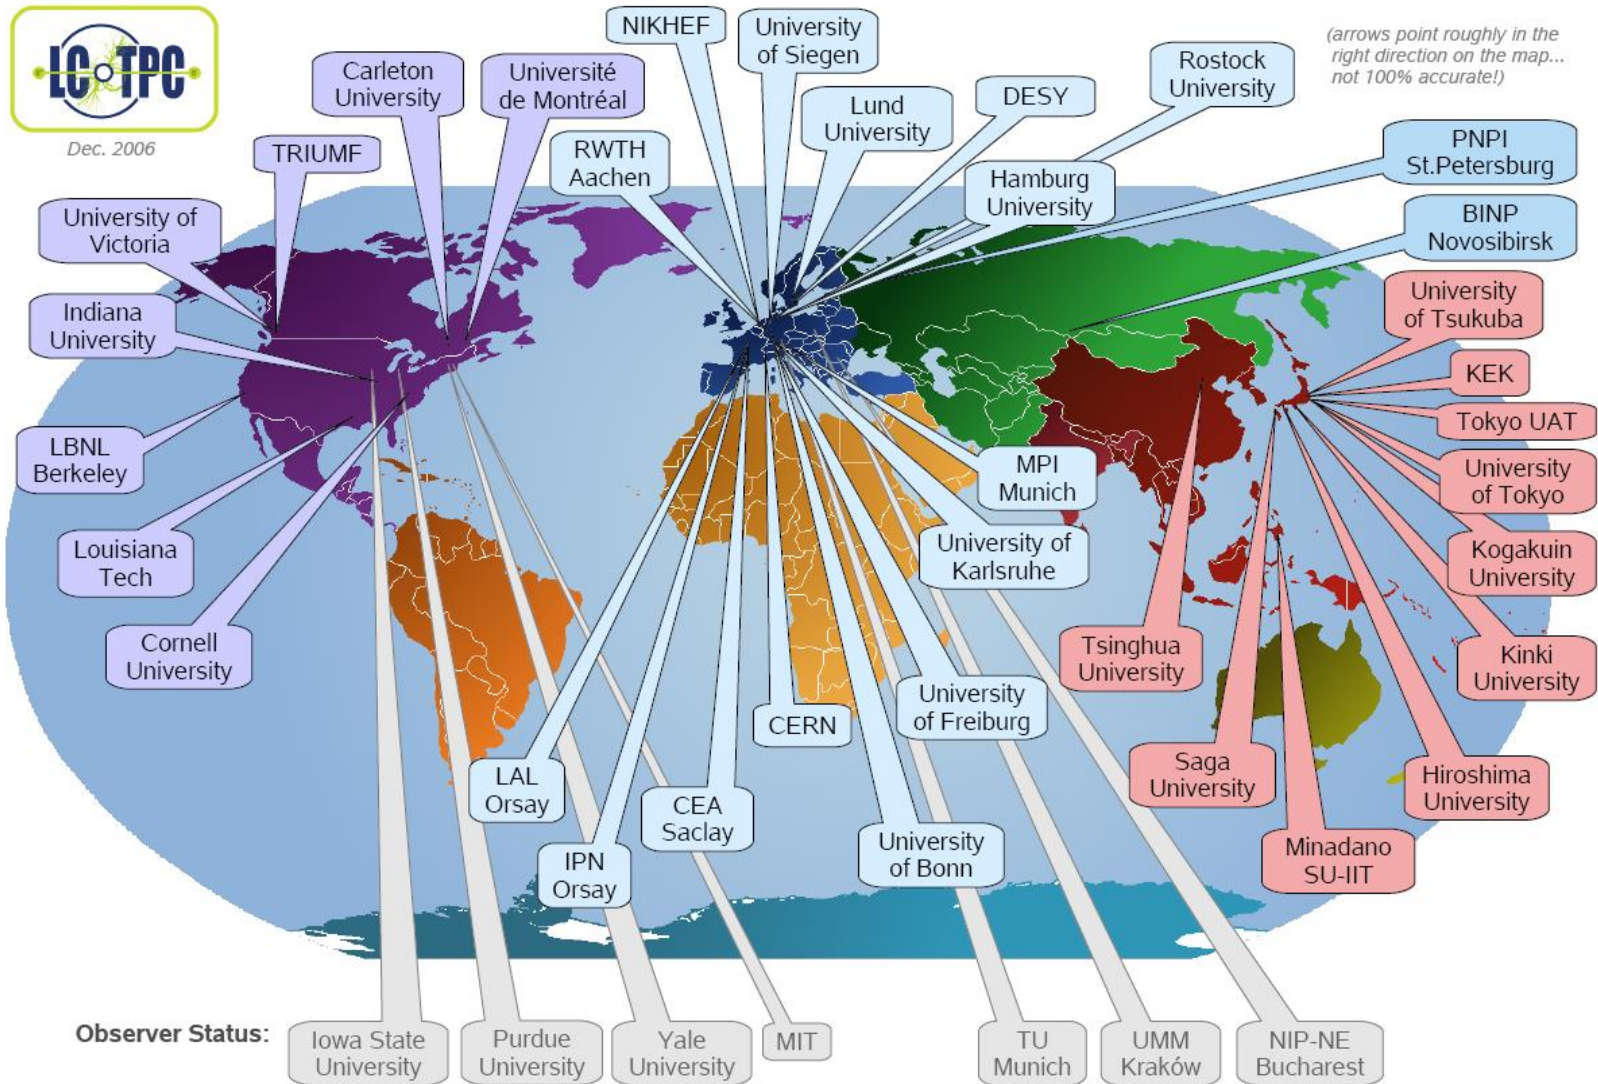 LC TPC
Dec. 2006
(arrows point roughly in the
right direction on the map...
not 100% accurate!)
NIKHEF
University
of Siegen
Carleton
University
Université
de Montréal
Rostock
University
Lund
University
DESY
TRIUMF
RWTH
Aachen
PNPI
St.Petersburg
Hamburg
University
University of
Victoria
BINP
Novosibirsk
Indiana
University
University
of Tsukuba
KEK
Tokyo UAT
LBNL
Berkeley
MPI
Munich
University
of Tokyo
Louisiana
Tech
University of
Karlsruhe
Kogakuin
University
Cornell
University
Tsinghua
University
Kinki
University
University
of Freiburg
CERN
LAL
Orsay
Saga
University
Hiroshima
University
CEA
Saclay
IPN
Orsay
University
of Bonn
Minadano
SU-IIT
Observer Status:
Iowa State
University
Purdue
University
Yale
University
MIT
TU
Munich
UMM
Kraków
NIP-NE
Bucharest